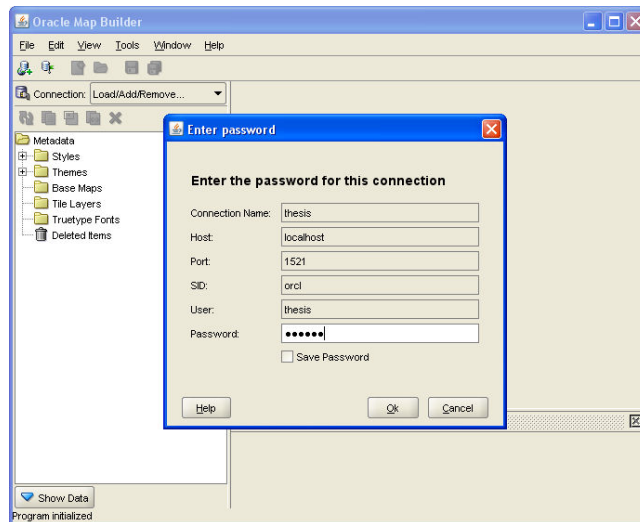 Oracle Map Builder
File Edit View Tools Window Help
Connection: Load/Add/Remove...
Metadata
Styles
Themes
Base Maps
Tile Layers
Truetype Fonts
Deleted Items
Enter password
Enter the password for this connection
Connection Name: thesis
Host: localhost
Port: 1521
SID: orcl
User: thesis
Password: ●●●●●●
Save Password
Help Ok Cancel
Show Data
Program initialized